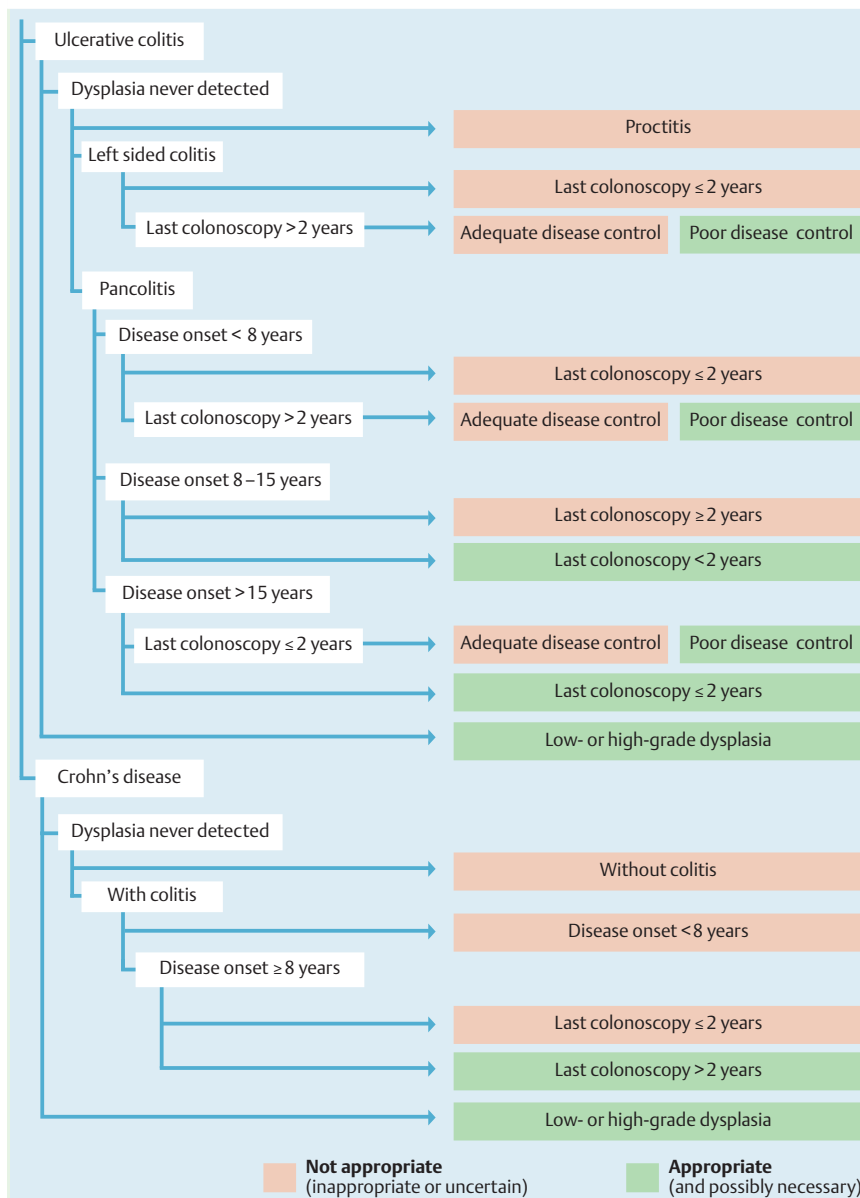 Ulcerative colitis
Dysplasia never detected
Proctitis
Left sided colitis
Last colonoscopy ≤ 2 years
Last colonoscopy > 2 years
Adequate disease control
Poor disease control
Pancolitis
Disease onset < 8 years
Last colonoscopy ≤ 2 years
Last colonoscopy > 2 years
Adequate disease control
Poor disease control
Disease onset 8 – 15 years
Last colonoscopy ≥ 2 years
Last colonoscopy < 2 years
Disease onset > 15 years
Last colonoscopy ≤ 2 years
Adequate disease control
Poor disease control
Last colonoscopy ≤ 2 years
Low- or high-grade dysplasia
Crohn's disease
Dysplasia never detected
Without colitis
With colitis
Disease onset < 8 years
Disease onset ≥ 8 years
Last colonoscopy ≤ 2 years
Last colonoscopy > 2 years
Low- or high-grade dysplasia
Not appropriate
(inappropriate or uncertain)
Appropriate
(and possibly necessary)